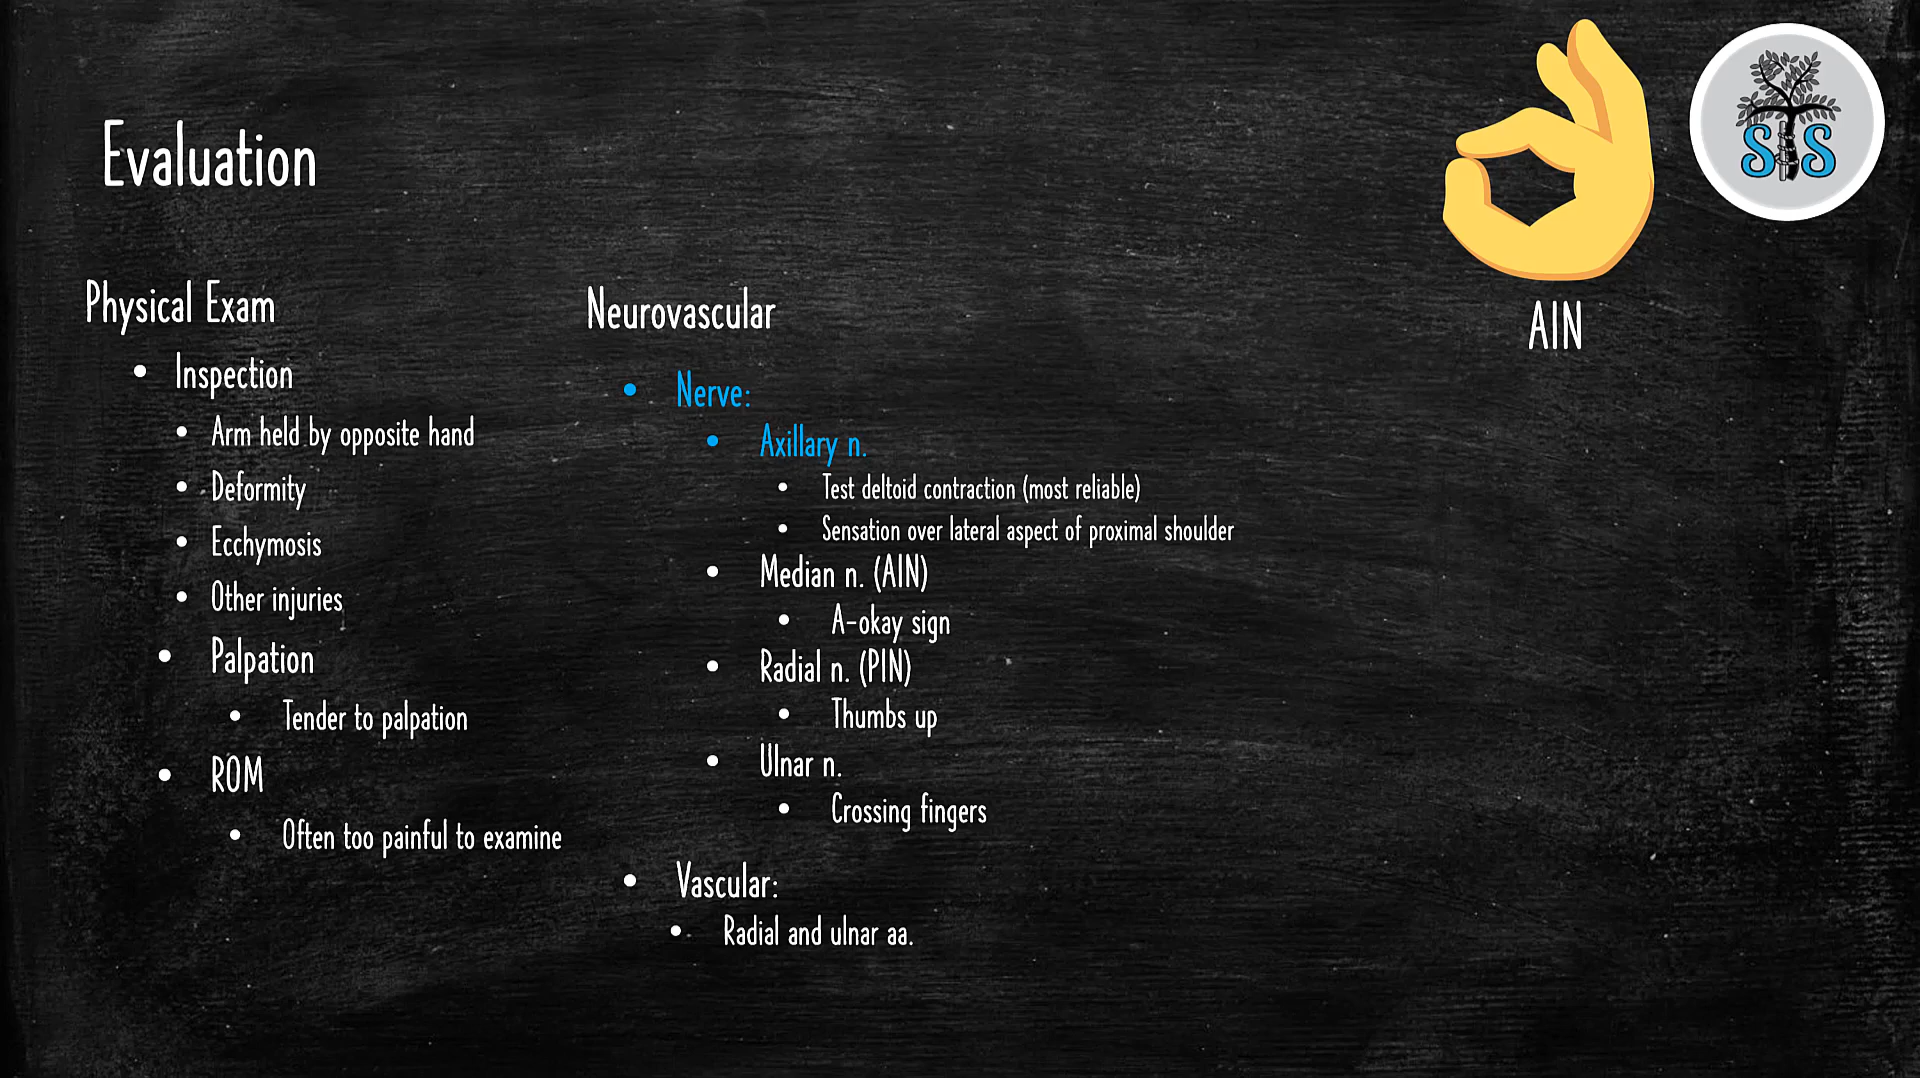 Evaluation
Physical Exam
Inspection
Arm held by opposite hand
Deformity
Ecchymosis
Other injuries
Palpation
Tender to palpation
ROM
Often too painful to examine
Neurovascular
Nerve:
Axillary n.
Test deltoid contraction (most reliable)
Sensation over lateral aspect of proximal shoulder
Median n. (AIN)
A-okay sign
Radial n. (PIN)
Thumbs up
Ulnar n.
Crossing fingers
Vascular:
Radial and ulnar aa.
AIN
S S